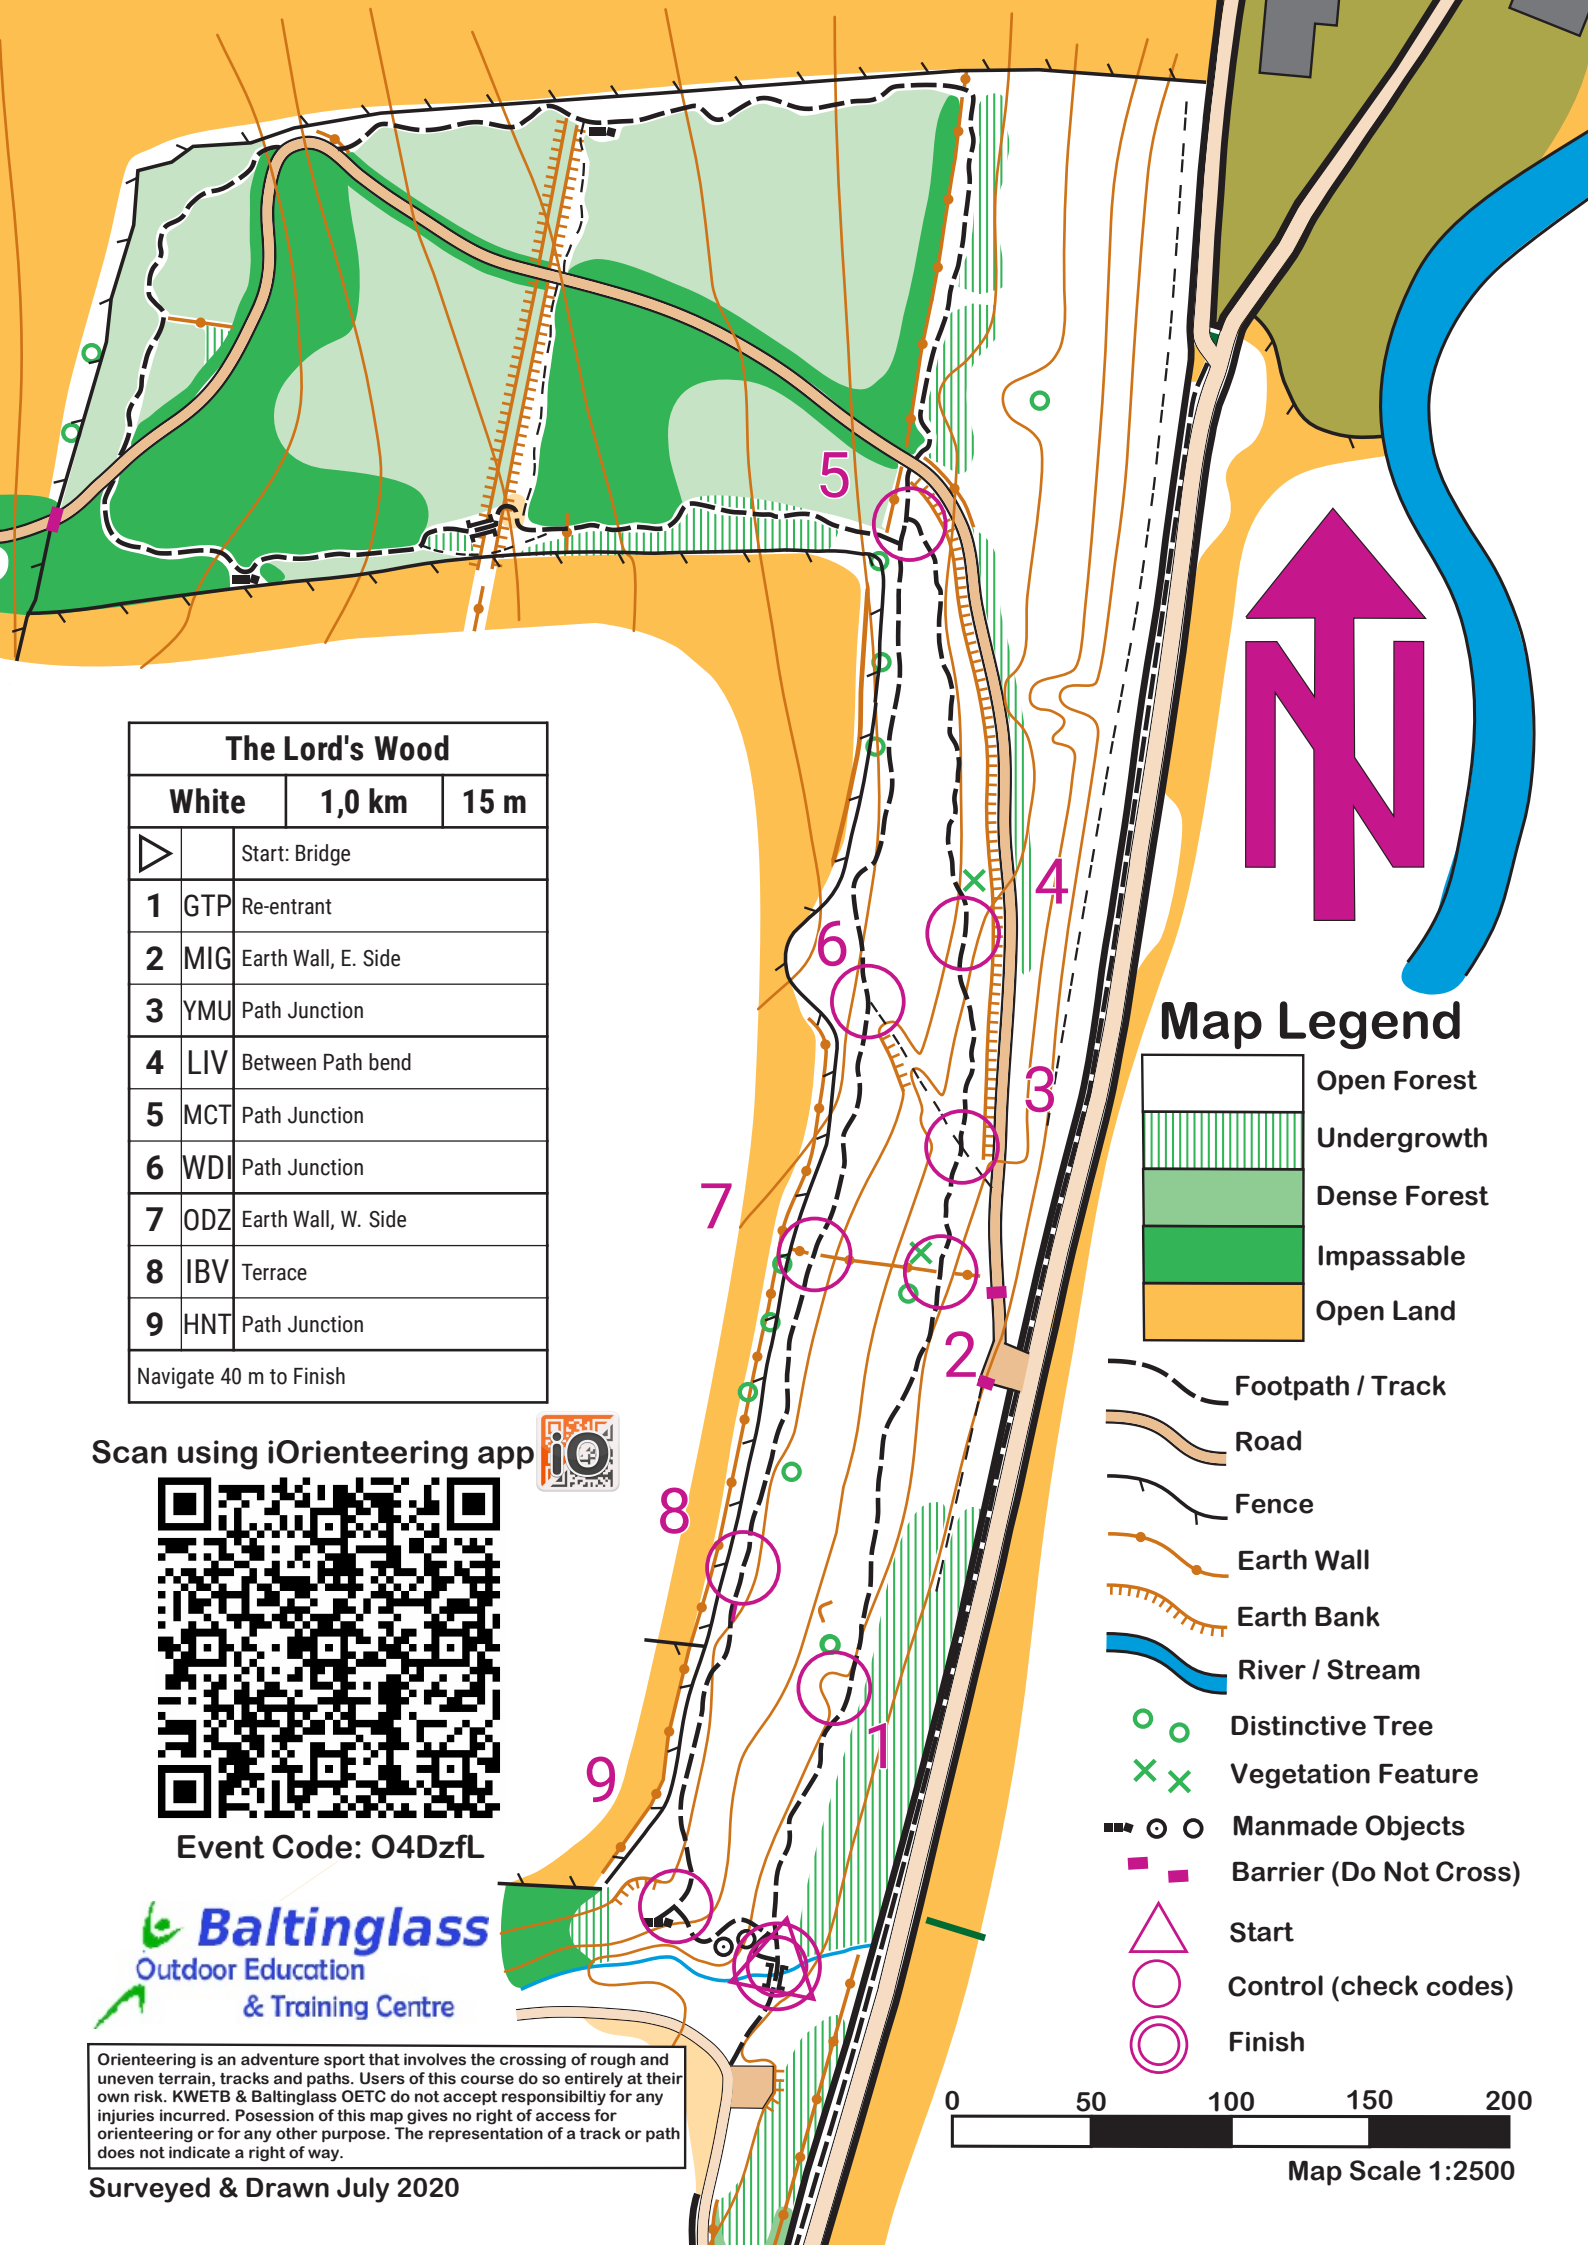 5
4
6
3
7
2
8
1
9
N
The Lord's Wood
White 1,0 km 15 m
Start: Bridge
1 GTP Re-entrant
2 MIG Earth Wall, E. Side
3 YMU Path Junction
4 LIV Between Path bend
5 MCT Path Junction
6 WDI Path Junction
7 ODZ Earth Wall, W. Side
8 IBV Terrace
9 HNT Path Junction
Navigate 40 m to Finish
Scan using iOrienteering app
iO
Event Code: O4DzfL
Baltinglass
Outdoor Education
& Training Centre
Orienteering is an adventure sport that involves the crossing of rough and
uneven terrain, tracks and paths. Users of this course do so entirely at their
own risk. KWETB & Baltinglass OETC do not accept responsibiltiy for any
injuries incurred. Posession of this map gives no right of access for
orienteering or for any other purpose. The representation of a track or path
does not indicate a right of way.
Surveyed & Drawn July 2020
Map Legend
Open Forest
Undergrowth
Dense Forest
Impassable
Open Land
Footpath / Track
Road
Fence
Earth Wall
Earth Bank
River / Stream
Distinctive Tree
Vegetation Feature
Manmade Objects
Barrier (Do Not Cross)
Start
Control (check codes)
Finish
0 50 100 150 200
Map Scale 1:2500